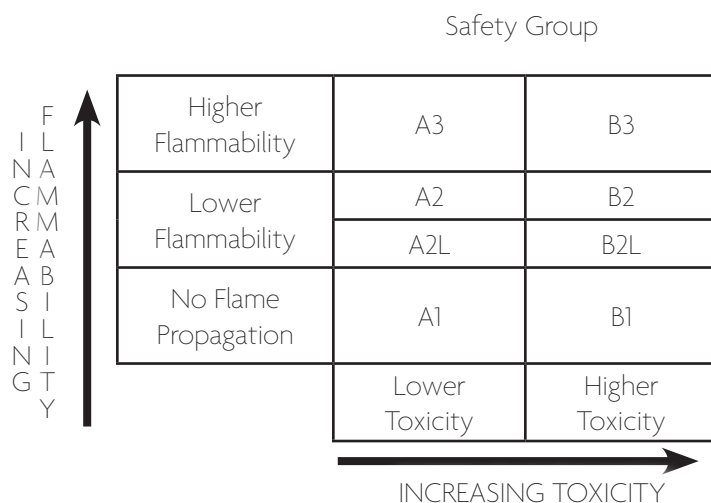 Safety Group
INCREASING
FLAMMABILITY
Higher
Flammability
A3
B3
Lower
Flammability
A2
B2
A2L
B2L
No Flame
Propagation
A1
B1
Lower
Toxicity
Higher
Toxicity
INCREASING TOXICITY